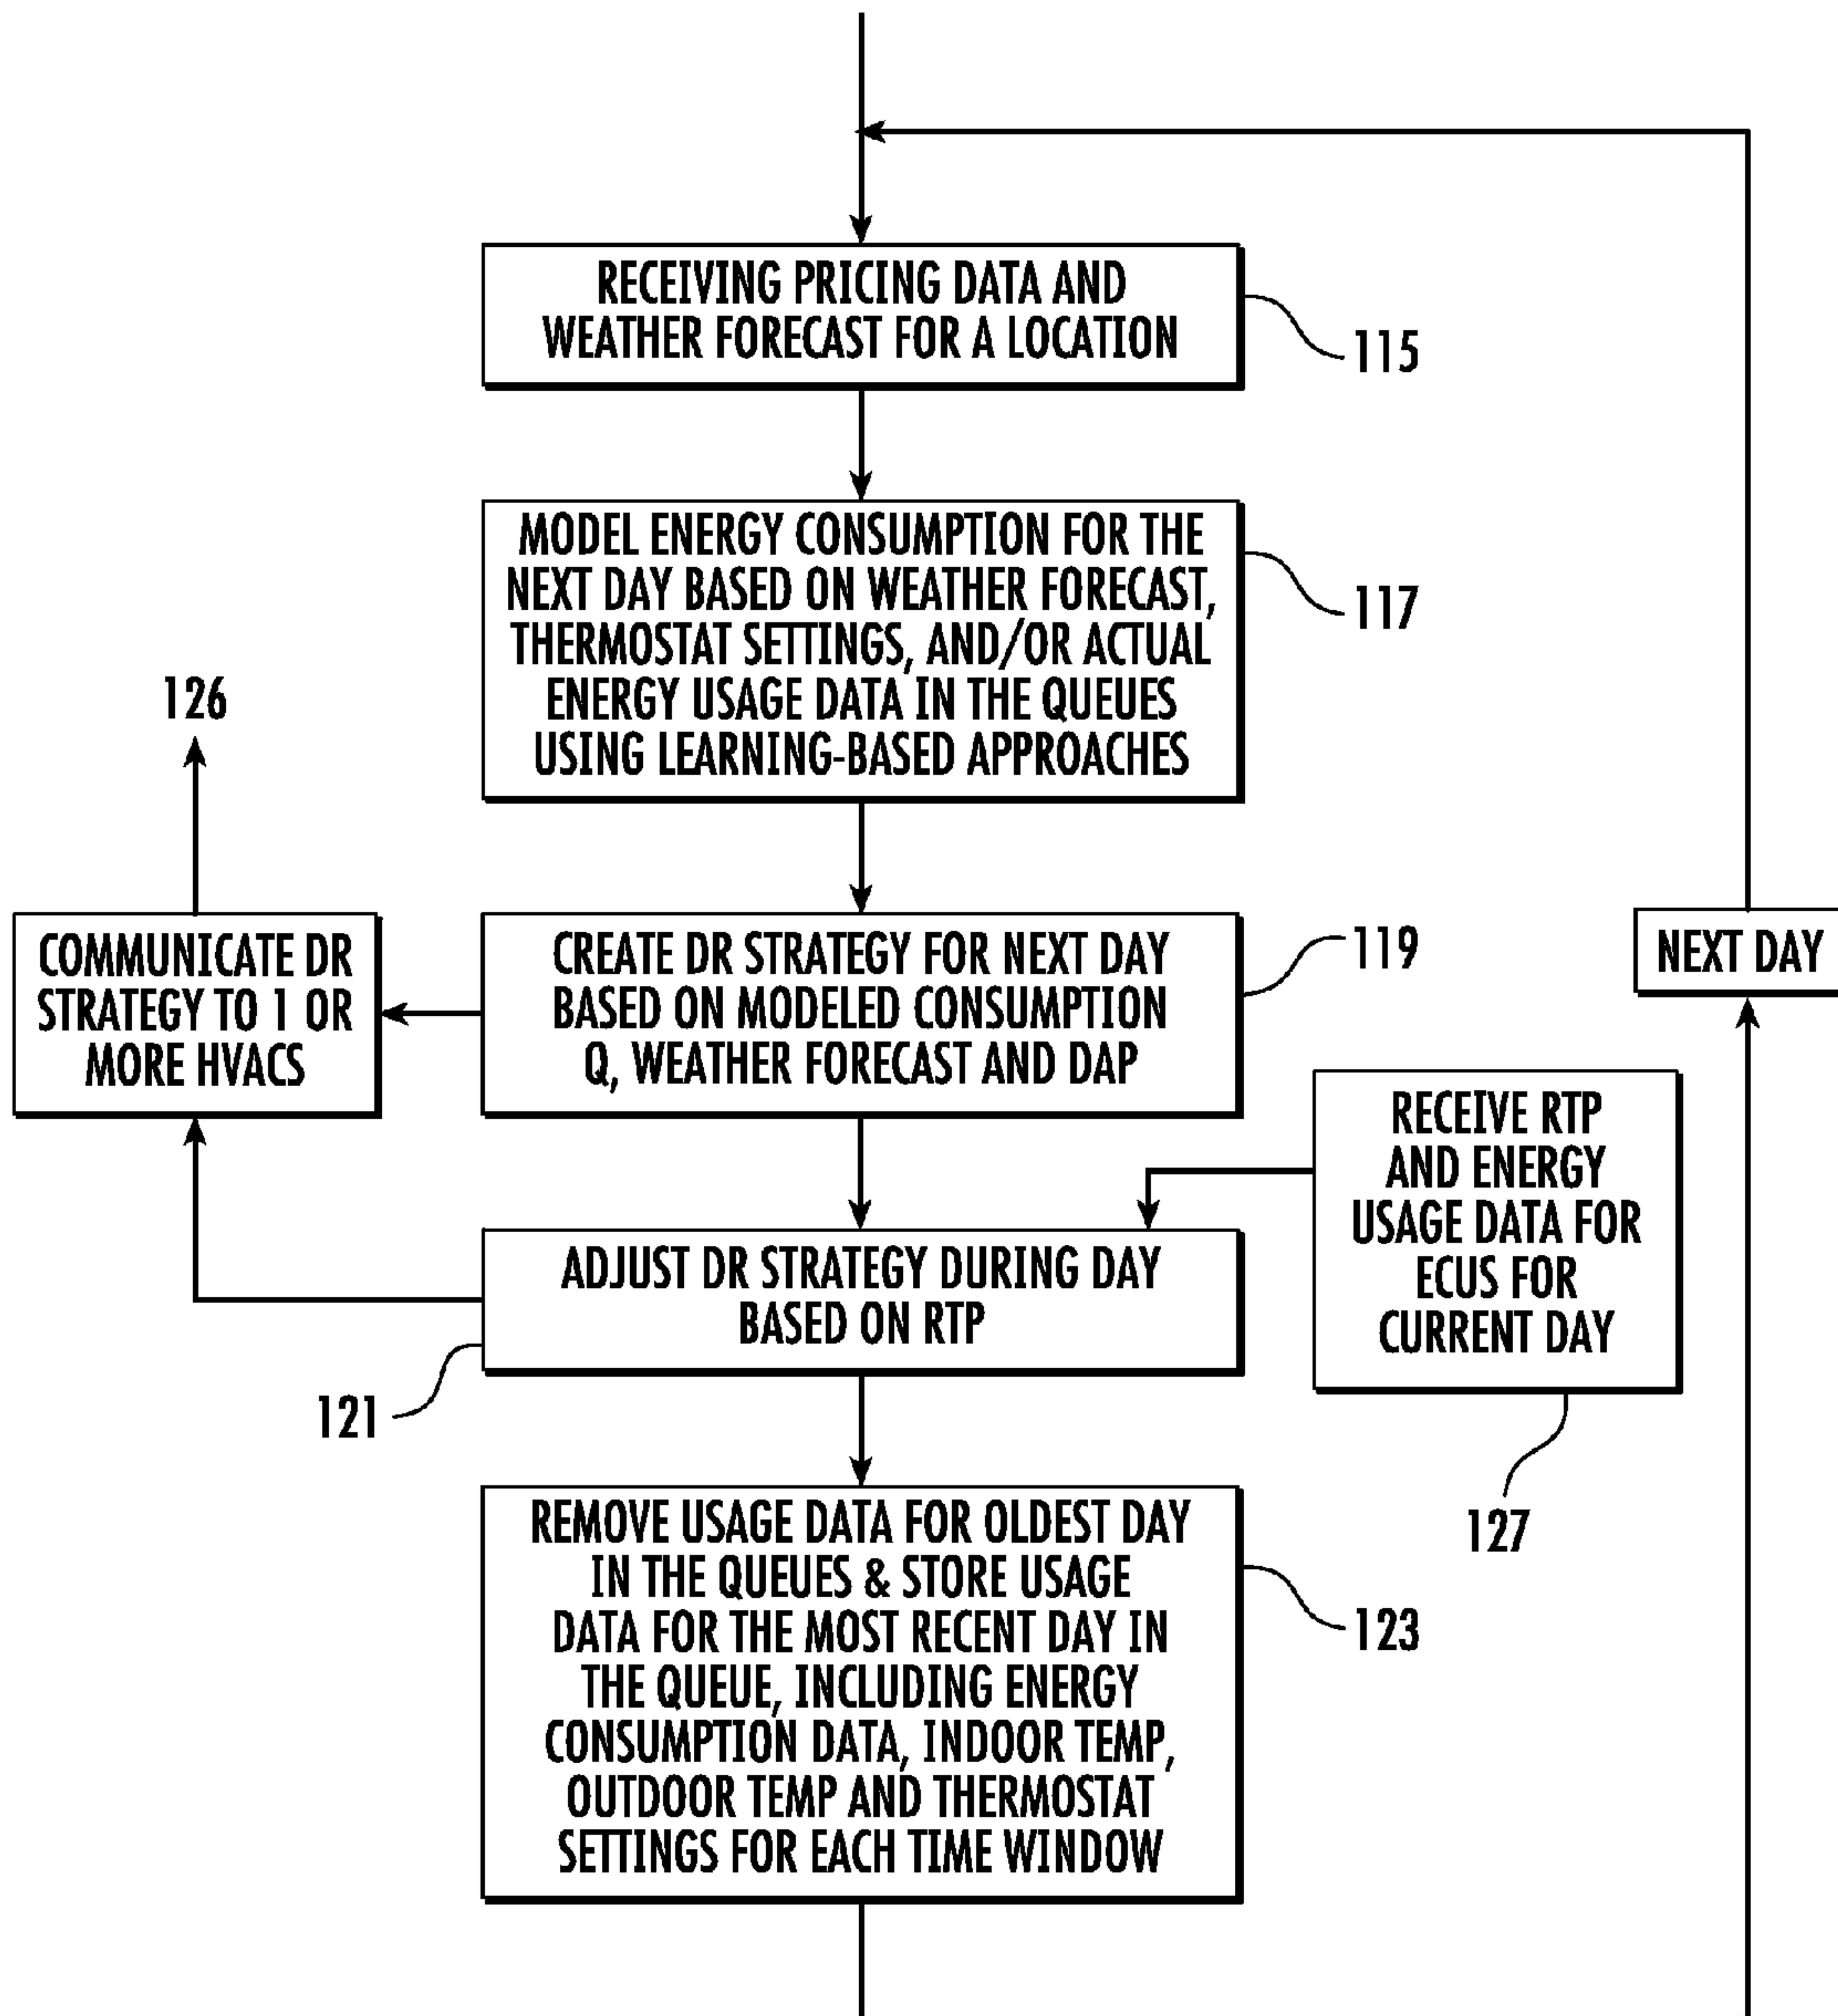 RECEIVING PRICING DATA AND
WEATHER FORECAST FOR A LOCATION
115
MODEL ENERGY CONSUMPTION FOR THE
NEXT DAY BASED ON WEATHER FORECAST,
THERMOSTAT SETTINGS, AND/OR ACTUAL
ENERGY USAGE DATA IN THE QUEUES
USING LEARNING-BASED APPROACHES
117
126
COMMUNICATE DR
STRATEGY TO 1 OR
MORE HVACS
CREATE DR STRATEGY FOR NEXT DAY
BASED ON MODELED CONSUMPTION
Q, WEATHER FORECAST AND DAP
119
NEXT DAY
RECEIVE RTP
AND ENERGY
USAGE DATA FOR
ECUS FOR
CURRENT DAY
127
ADJUST DR STRATEGY DURING DAY
BASED ON RTP
121
REMOVE USAGE DATA FOR OLDEST DAY
IN THE QUEUES & STORE USAGE
DATA FOR THE MOST RECENT DAY IN
THE QUEUE, INCLUDING ENERGY
CONSUMPTION DATA, INDOOR TEMP,
OUTDOOR TEMP AND THERMOSTAT
SETTINGS FOR EACH TIME WINDOW
123